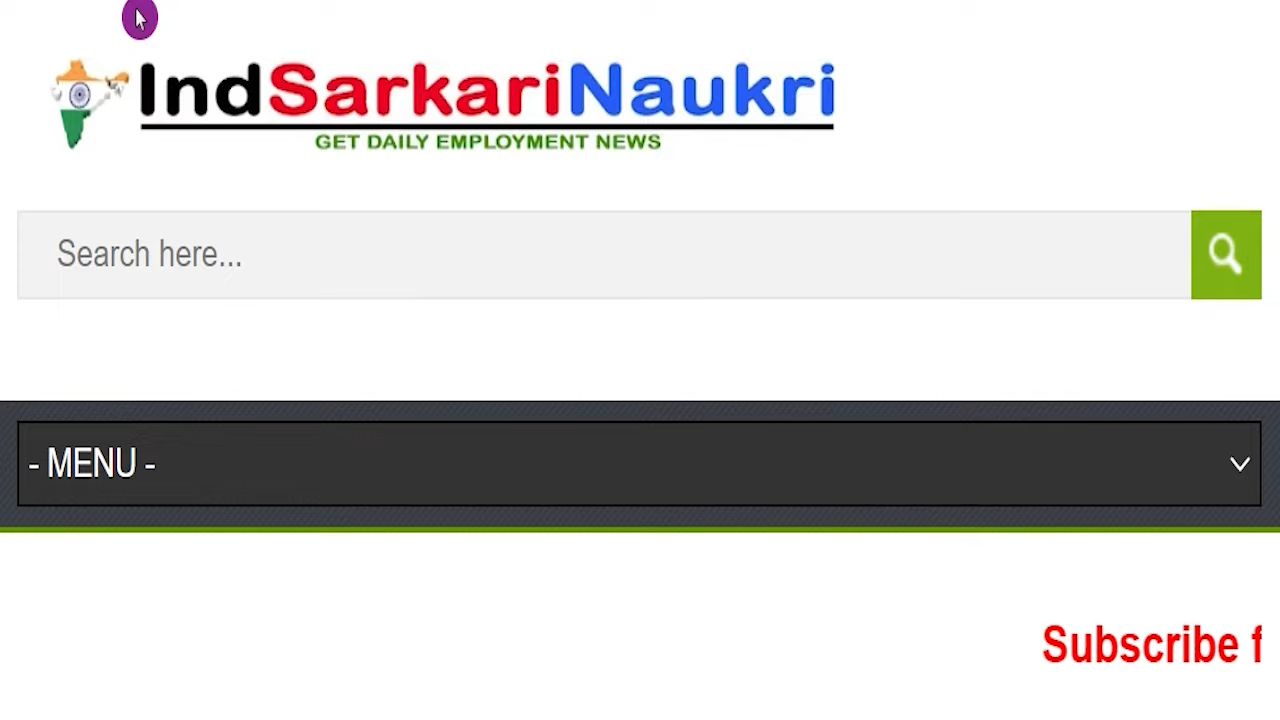 IndSarkariNaukri
GET DAILY EMPLOYMENT NEWS
Search here...
- MENU -
Subscribe f